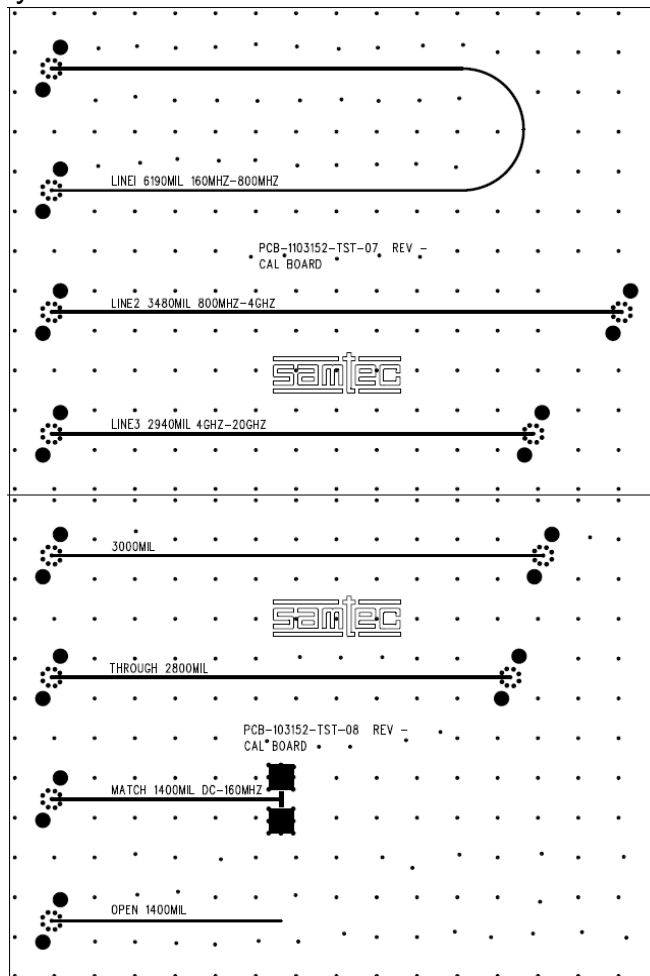 LINE1 6190MIL 160MHZ-800MHZ
PCB-1103152-TST-07 REV -
CAL BOARD
LINE2 3480MIL 800MHZ-4GHZ
samtec
LINE3 2940MIL 4GHZ-20GHZ
3000MIL
samtec
THROUGH 2800MIL
PCB-103152-TST-08 REV -
CAL BOARD
MATCH 1400MIL DC-160MHZ
OPEN 1400MIL